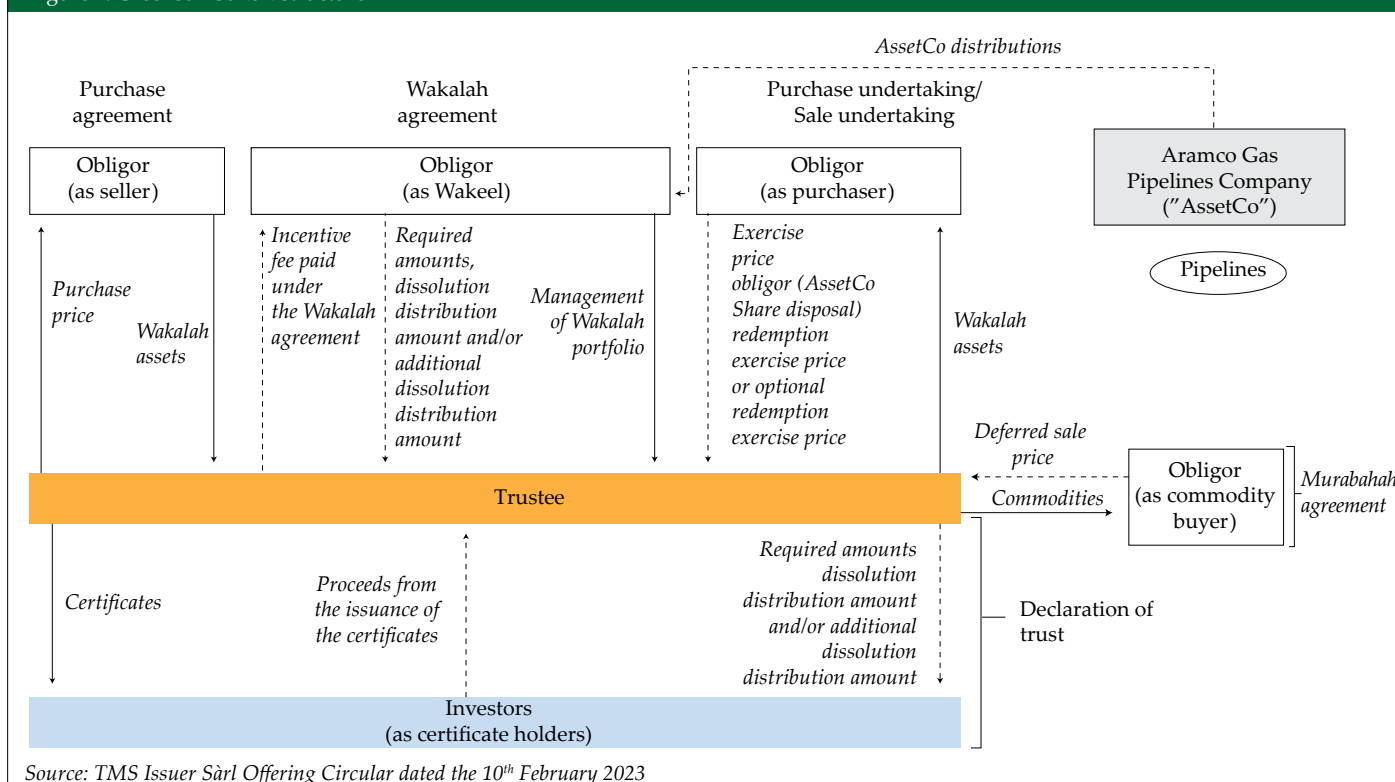 AssetCo distributions
Purchase
agreement
Wakalah
agreement
Purchase undertaking/
Sale undertaking
Obligor
(as seller)
Obligor
(as Wakeel)
Obligor
(as purchaser)
Aramco Gas
Pipelines Company
(”AssetCo”)
Pipelines
Purchase
price
Wakalah
assets
Incentive
fee paid
under
the Wakalah
agreement
Required
amounts,
dissolution
distribution
amount and/or
additional
dissolution
distribution
amount
Management
of Wakalah
portfolio
Exercise
price
obligor (AssetCo
Share disposal)
redemption
exercise price
or optional
redemption
exercise price
Wakalah
assets
Deferred sale
price
Commodities
Obligor
(as commodity
buyer)
Murabahah
agreement
Trustee
Certificates
Proceeds from
the issuance of
the certificates
Required amounts
dissolution
distribution amount
and/or additional
dissolution
distribution amount
Declaration of
trust
Investors
(as certificate holders)
Source: TMS Issuer Sàrl Offering Circular dated the 10th February 2023